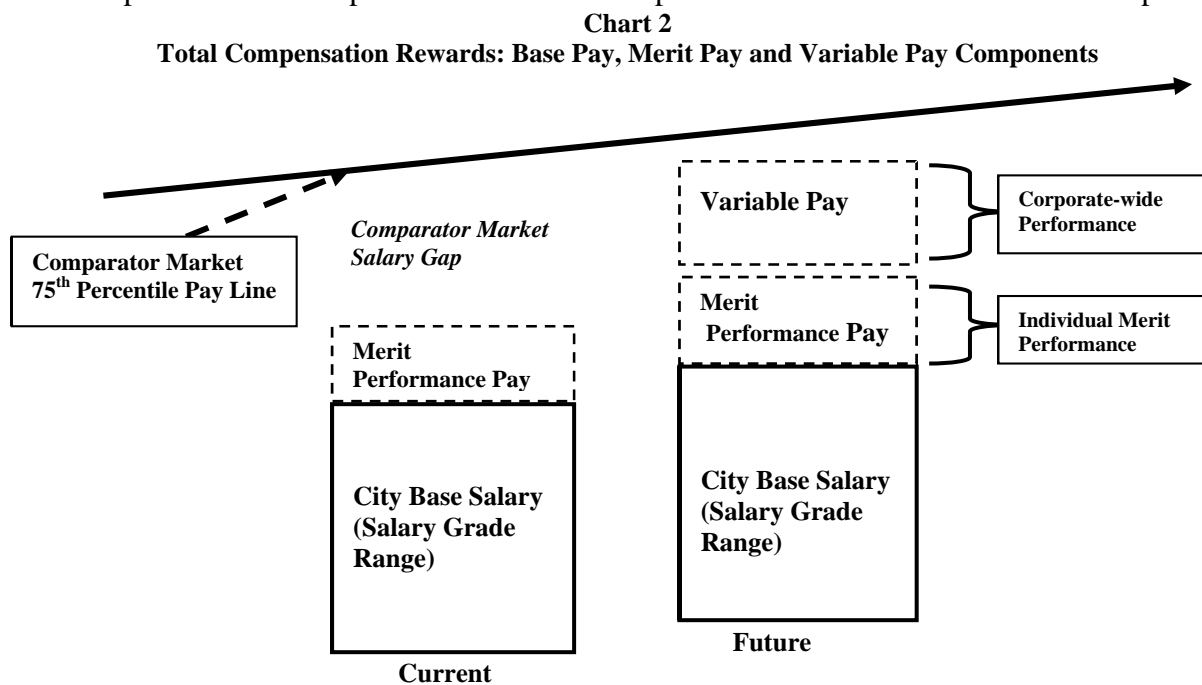 Chart 2
Total Compensation Rewards: Base Pay, Merit Pay and Variable Pay Components
Variable Pay
Corporate-wide
Performance
Comparator Market
Salary Gap
Comparator Market
75th Percentile Pay Line
Merit
Performance Pay
Individual Merit
Performance
Merit
Performance Pay
City Base Salary
(Salary Grade
Range)
City Base Salary
(Salary Grade
Range)
Current
Future